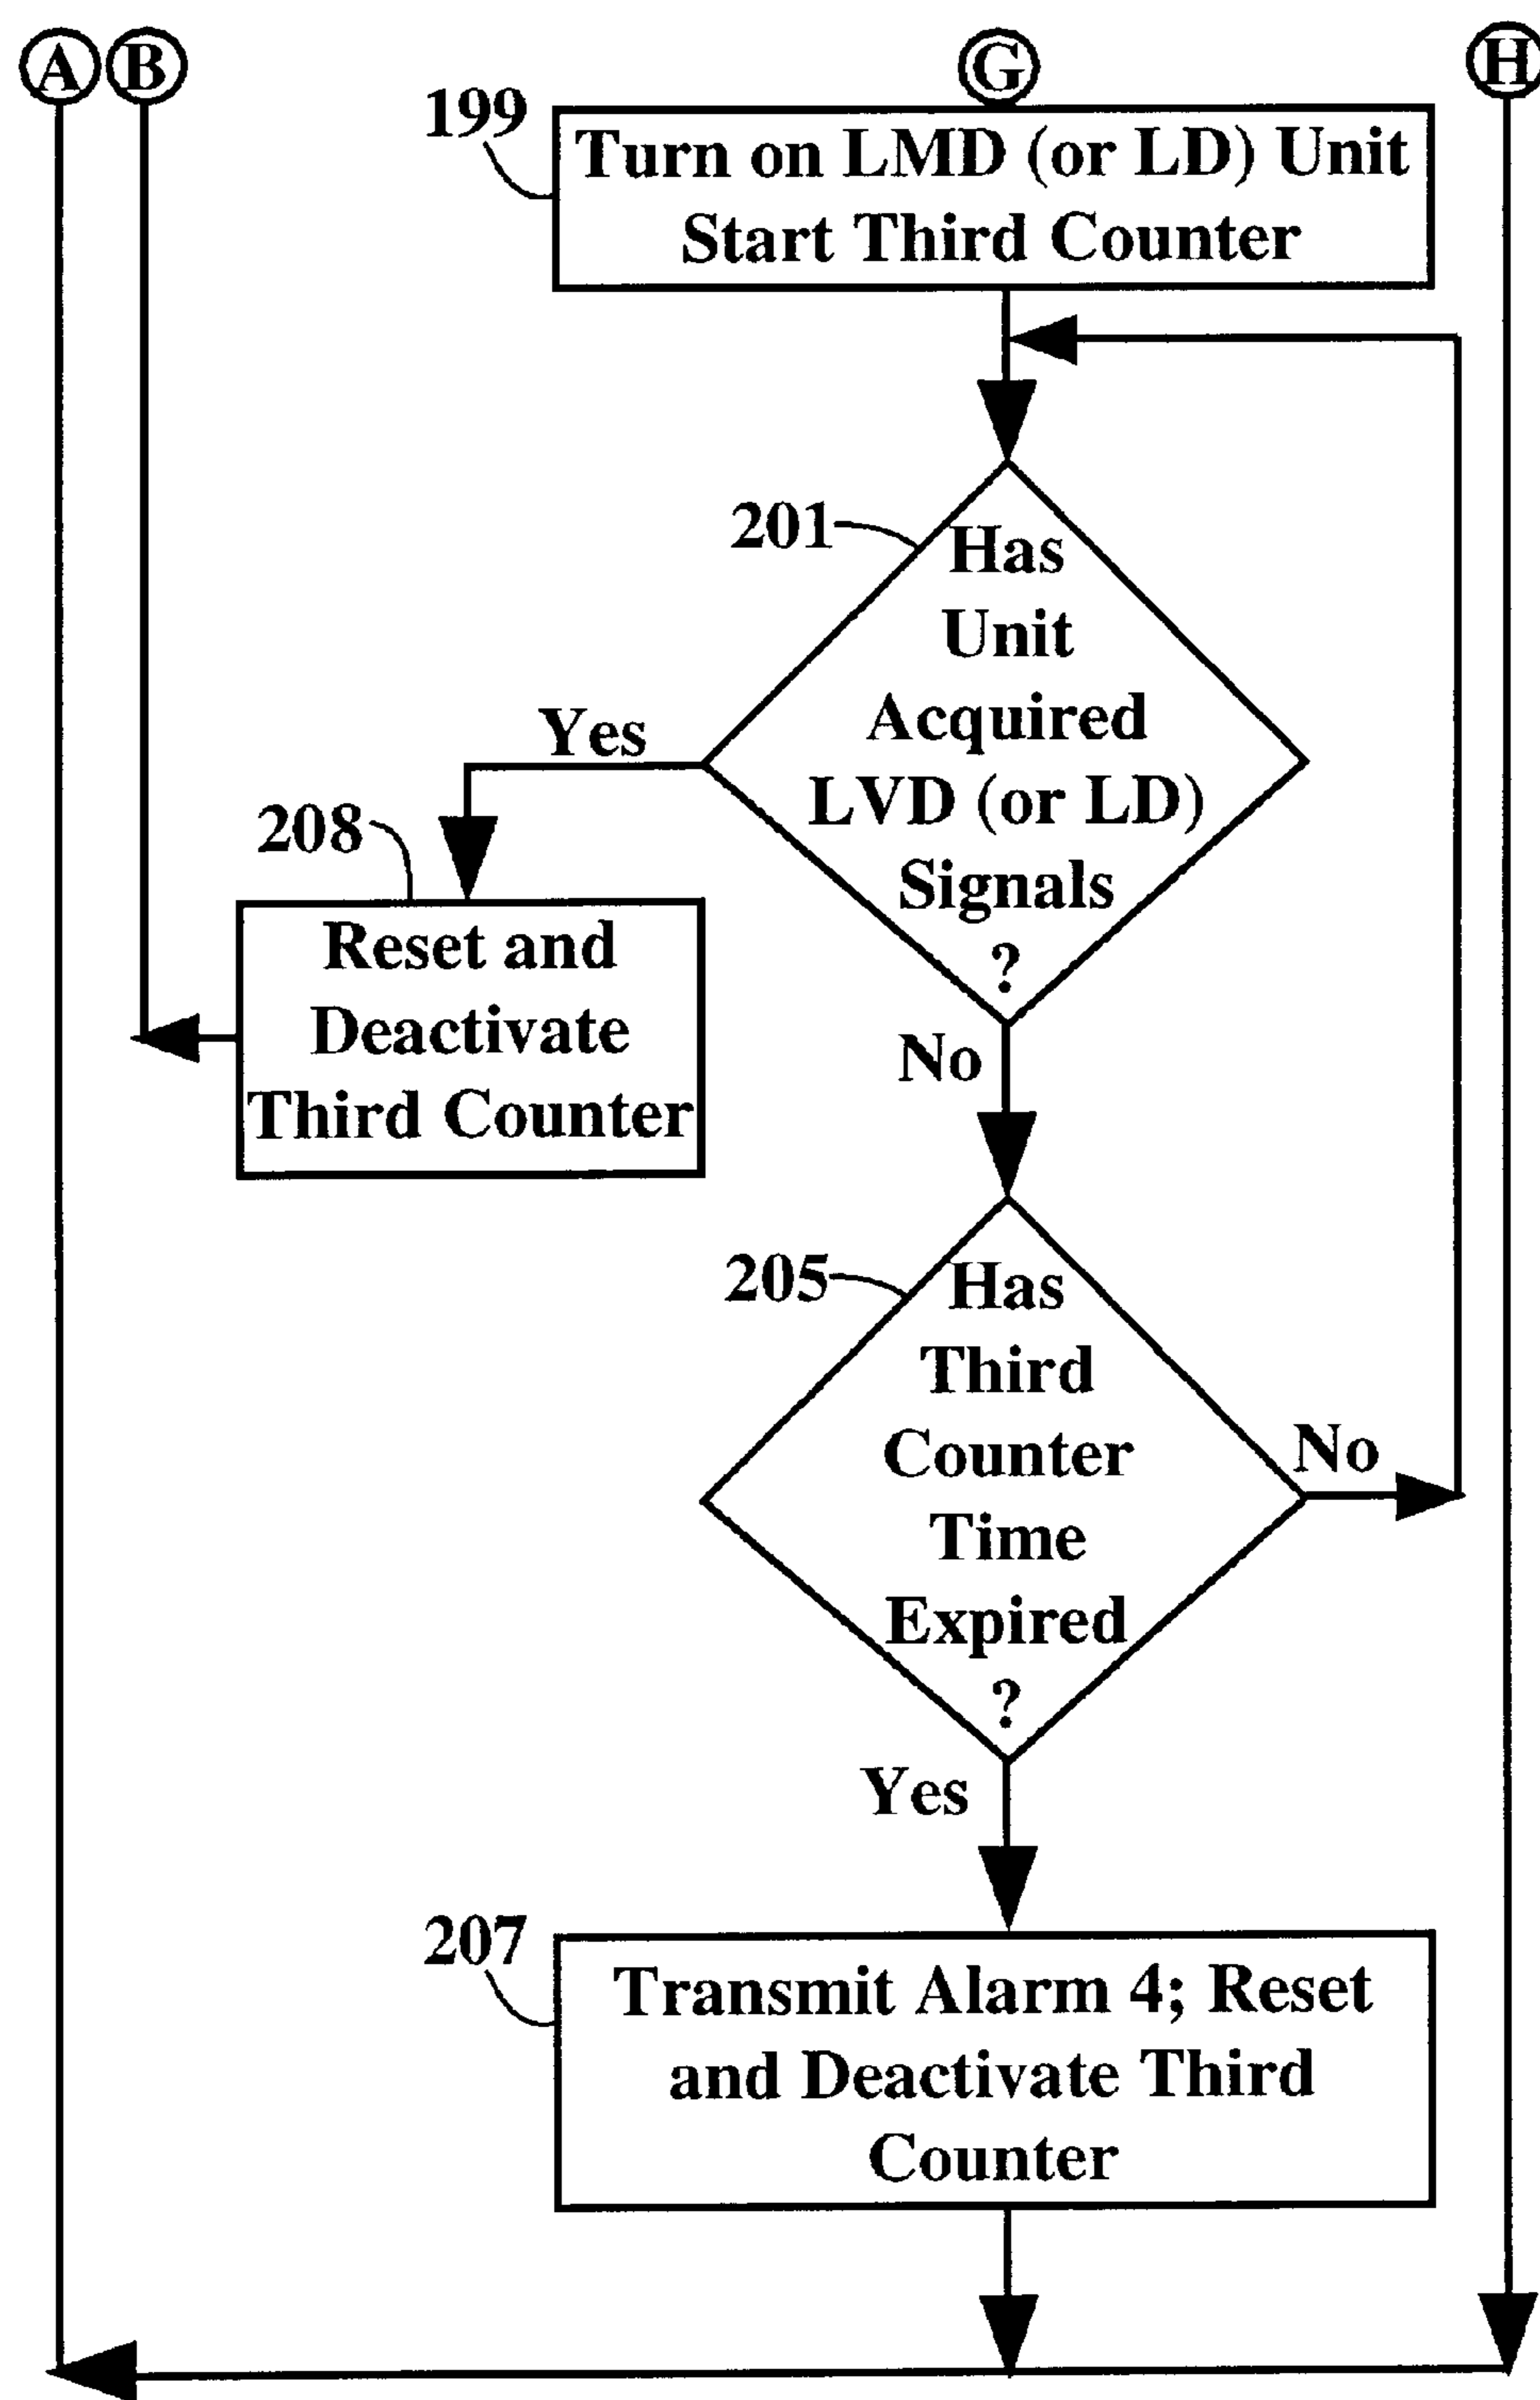 A B G H
199
Turn on LMD (or LD) Unit
Start Third Counter
201
Has
Unit
Acquired
LVD (or LD)
Signals
?
Yes
208
Reset and
Deactivate
Third Counter
No
205
Has
Third
Counter
Time
Expired
?
No
Yes
207
Transmit Alarm 4; Reset
and Deactivate Third
Counter